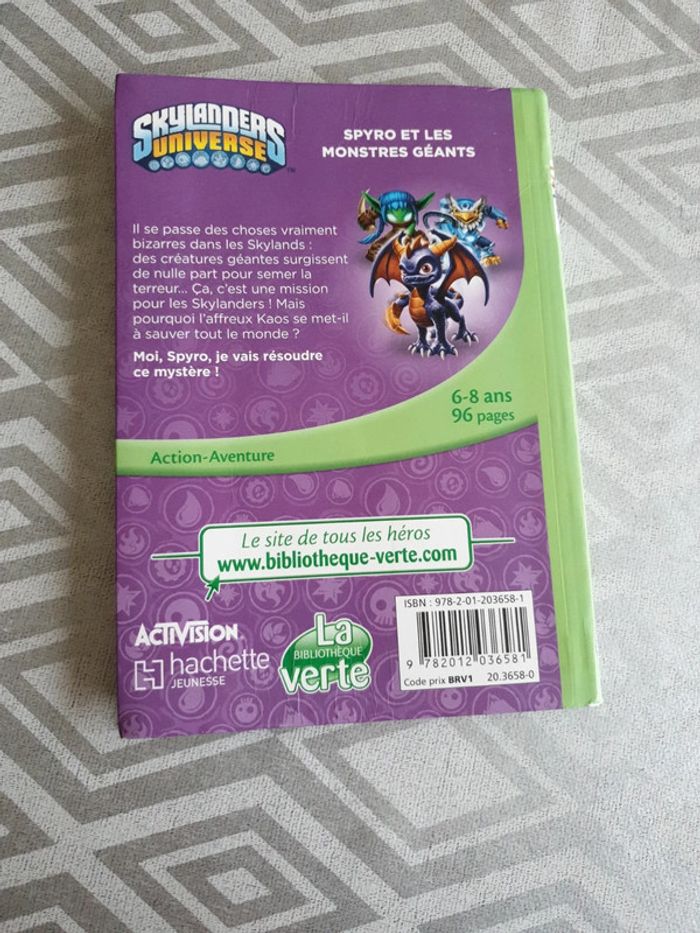 SKYLANDERS
UNIVERSE
™
SPYRO ET LES
MONSTRES GÉANTS
Il se passe des choses vraiment
bizarres dans les Skylands :
des créatures géantes surgissent
de nulle part pour semer la
terreur... Ça, c'est une mission
pour les Skylanders ! Mais
pourquoi l'affreux Kaos se met-il
à sauver tout le monde ?
Moi, Spyro, je vais résoudre
ce mystère !
6-8 ans
96 pages
Action-Aventure
Le site de tous les héros
www.bibliotheque-verte.com
ACTIVISION
hachette
JEUNESSE
La
BIBLIOTHÈQUE
verte
ISBN : 978-2-01-203658-1
9 782012 036581
Code prix BRV1 20.3658-0